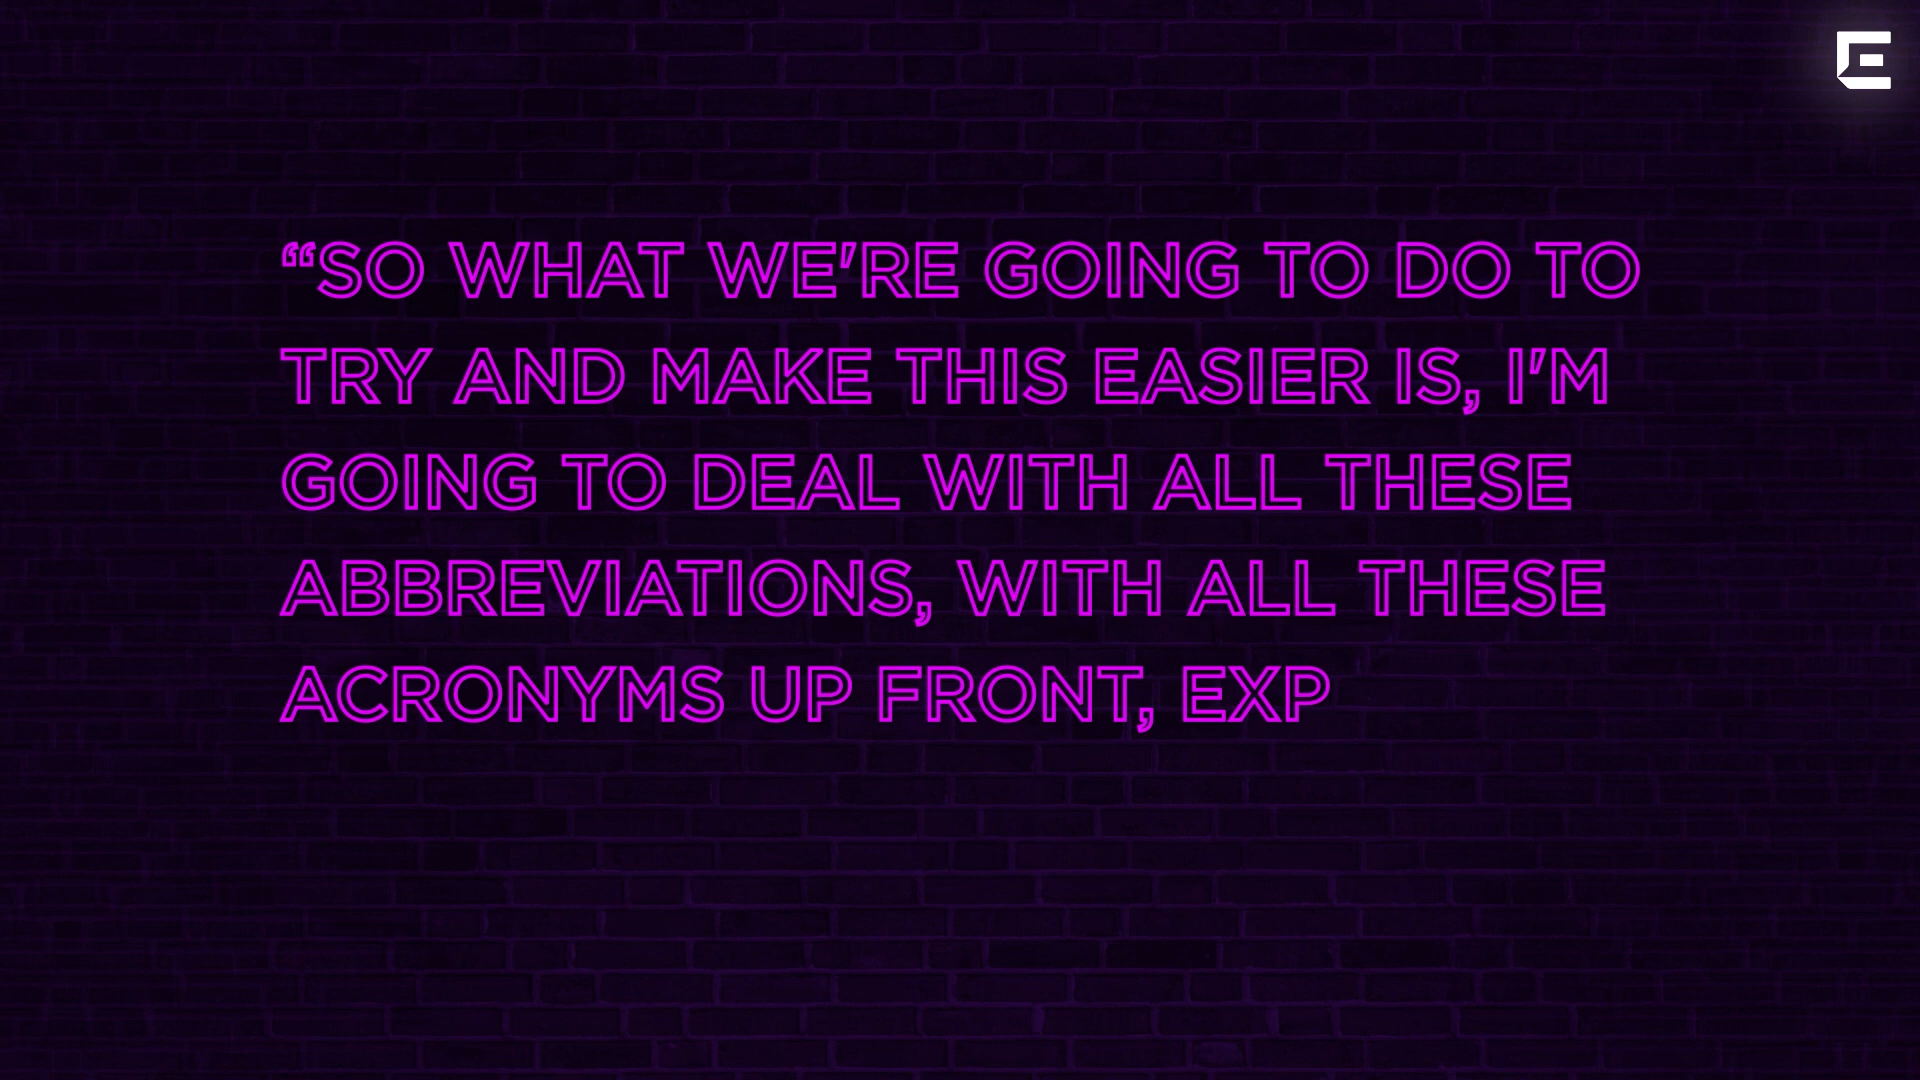 “SO WHAT WE'RE GOING TO DO TO
TRY AND MAKE THIS EASIER IS, I'M
GOING TO DEAL WITH ALL THESE
ABBREVIATIONS, WITH ALL THESE
ACRONYMS UP FRONT, EXP